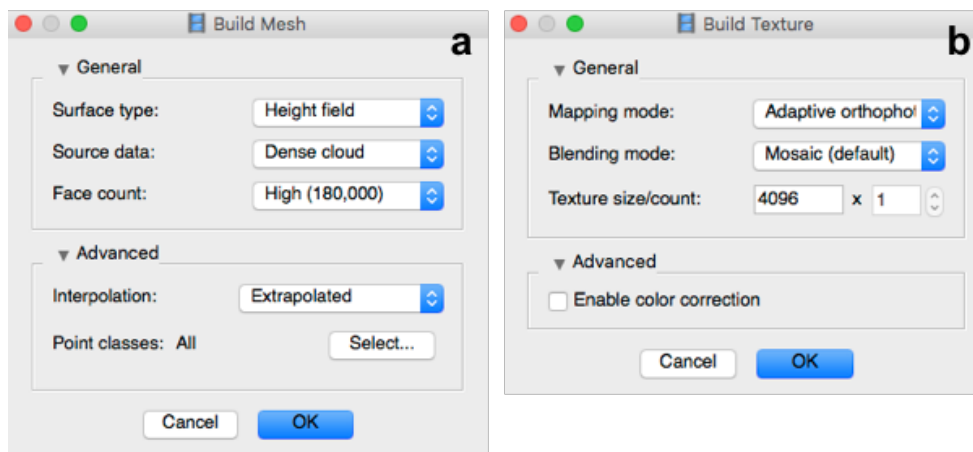 Build Mesh
a
General
Surface type: Height field
Source data: Dense cloud
Face count: High (180,000)
Advanced
Interpolation: Extrapolated
Point classes: All Select...
Cancel OK
Build Texture
b
General
Mapping mode: Adaptive orthophot
Blending mode: Mosaic (default)
Texture size/count: 4096 x 1
Advanced
Enable color correction
Cancel OK